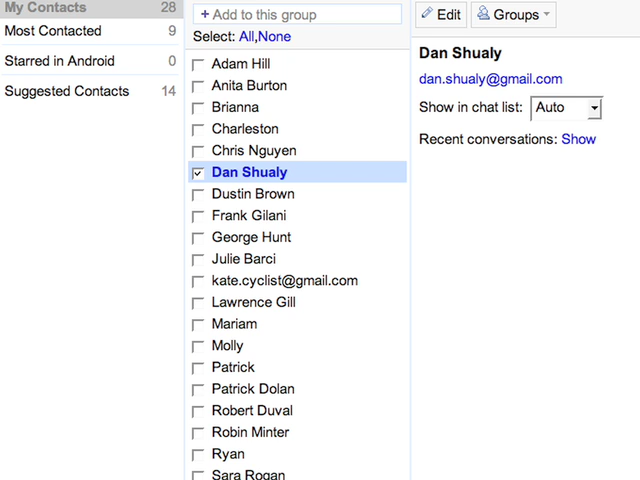 My Contacts 28
Most Contacted 9
Starred in Android 0
Suggested Contacts 14
+ Add to this group
Select: All,None
Adam Hill
Anita Burton
Brianna
Charleston
Chris Nguyen
Dan Shualy
Dustin Brown
Frank Gilani
George Hunt
Julie Barci
kate.cyclist@gmail.com
Lawrence Gill
Mariam
Molly
Patrick
Patrick Dolan
Robert Duval
Robin Minter
Ryan
Sara Rogan
Edit Groups
Dan Shualy
dan.shualy@gmail.com
Show in chat list: Auto
Recent conversations: Show